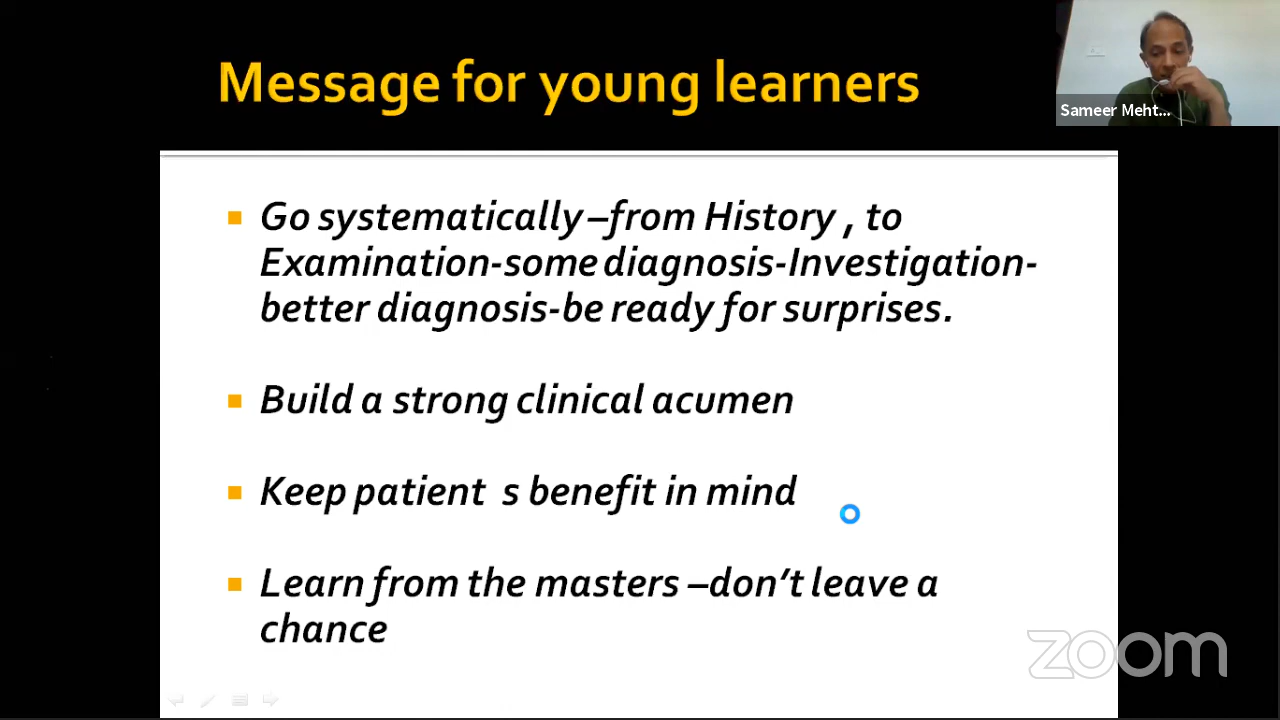 Message for young learners
Sameer Meht...
Go systematically –from History , to
Examination-some diagnosis-Investigation-
better diagnosis-be ready for surprises.
Build a strong clinical acumen
Keep patient  s benefit in mind
Learn from the masters –don’t leave a
chance
zoom